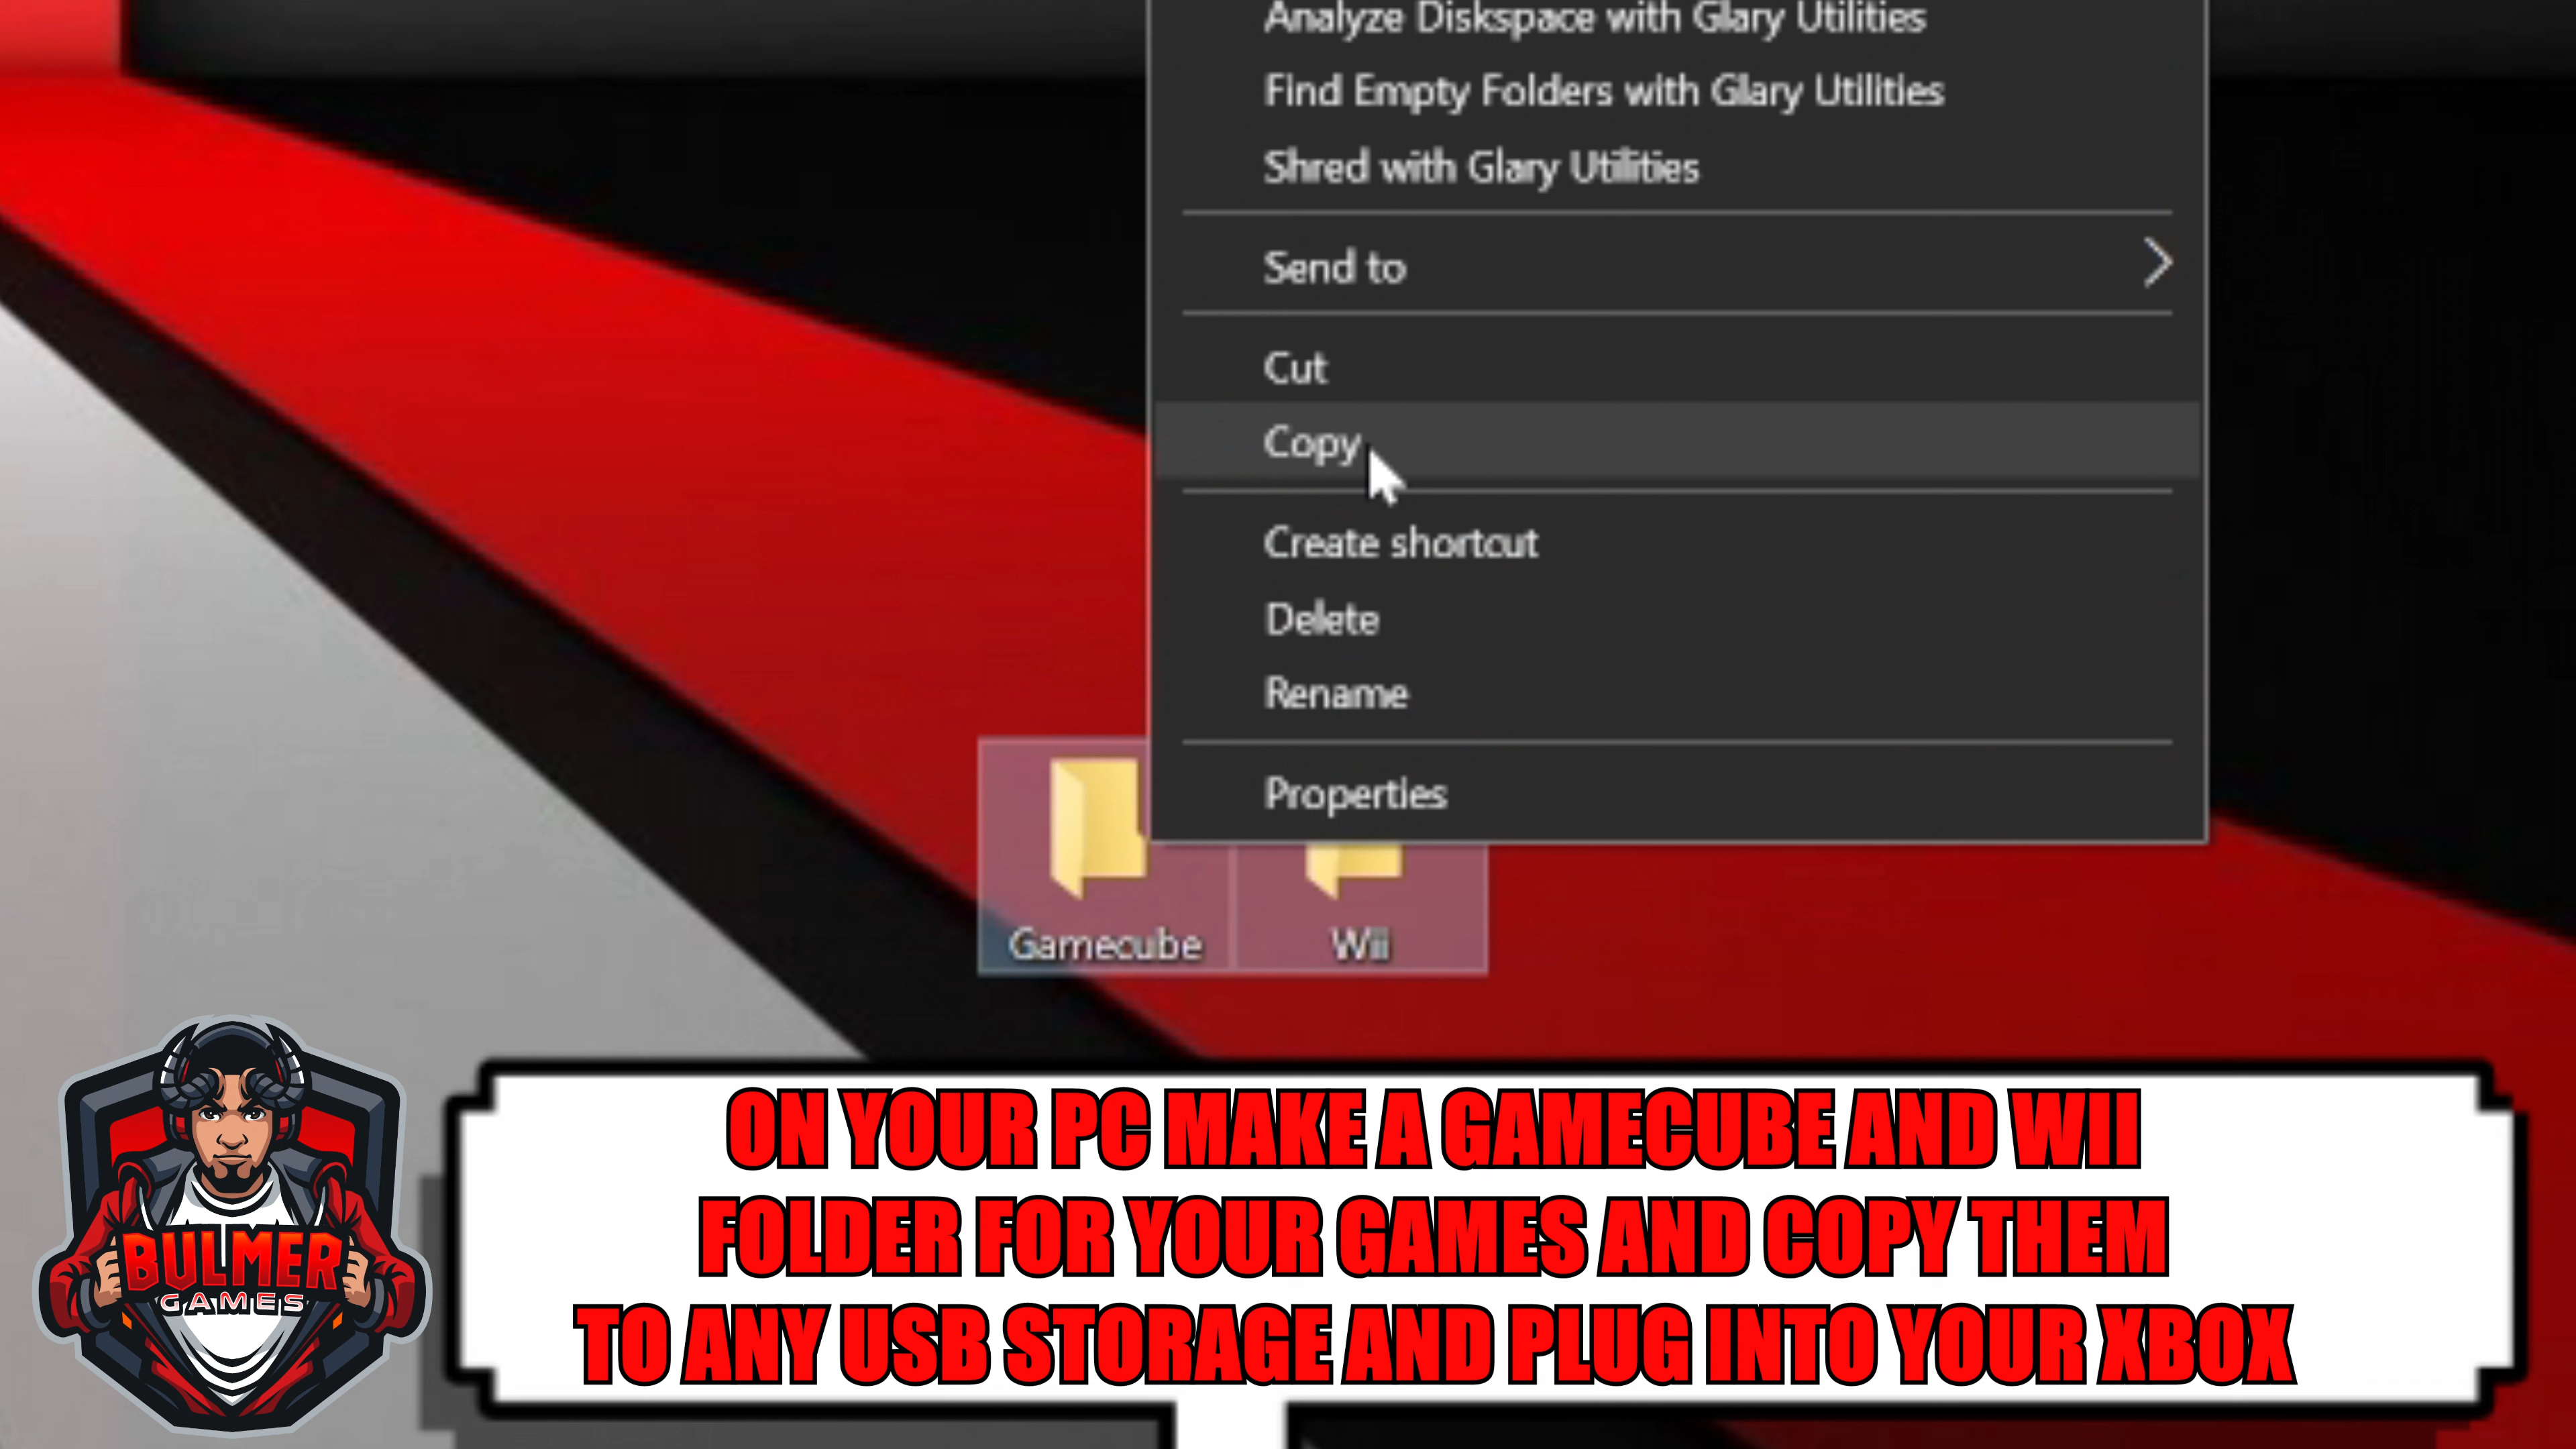 Analyze Diskspace with Glary Utilities
Find Empty Folders with Glary Utilities
Shred with Glary Utilities
Send to
Cut
Copy
Create shortcut
Delete
Rename
Properties
Gamecube
Wii
BULMER
GAMES
ON YOUR PC MAKE A GAMECUBE AND WII
FOLDER FOR YOUR GAMES AND COPY THEM
TO ANY USB STORAGE AND PLUG INTO YOUR XBOX